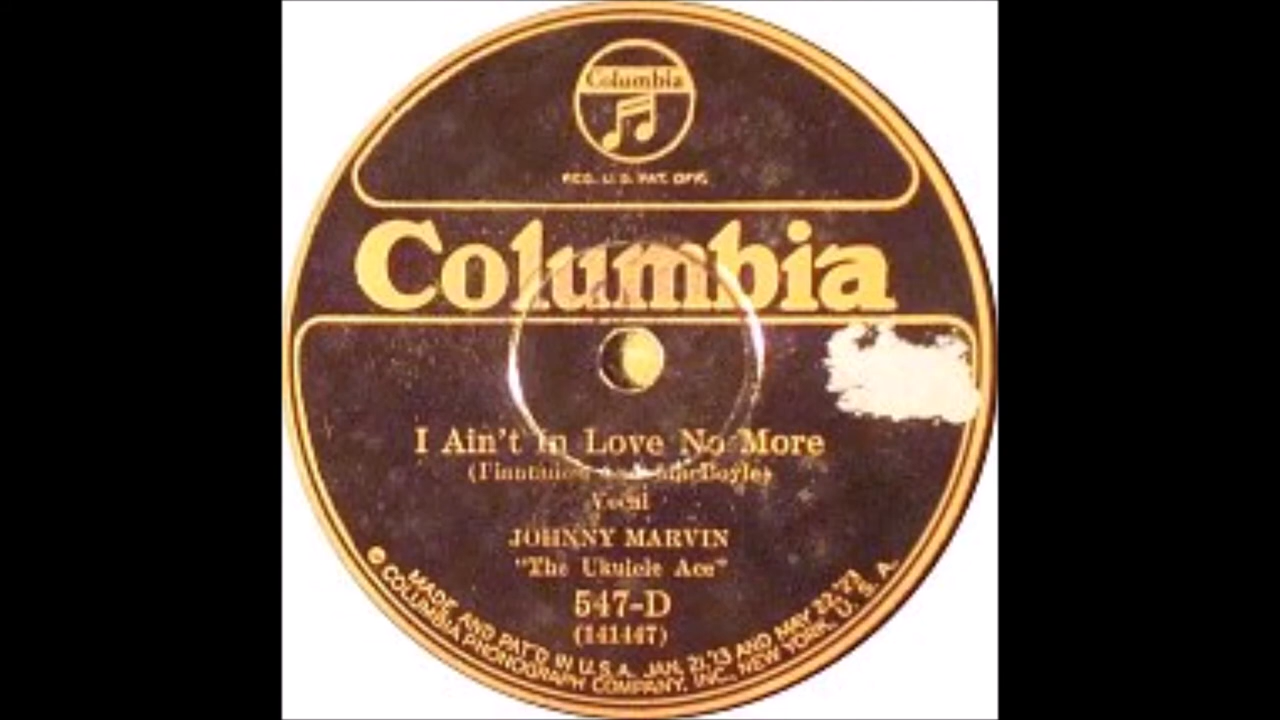 Columbia
REG. U.S. PAT. OFF.
Columbia
I Ain't In Love No More
Vocal
JOHNNY MARVIN
"The Ukulele Ace"
547-D
(141447)
MADE AND PAT'D IN U.S.A. JAN. 21,'13 AND MAY 22,'23
COLUMBIA PHONOGRAPH COMPANY, INC., NEW YORK, U.S.A.